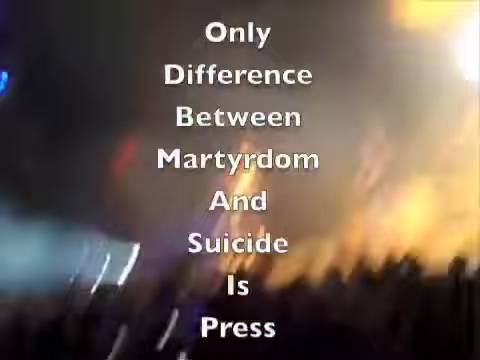 Only
Difference
Between
Martyrdom
And
Suicide
Is
Press